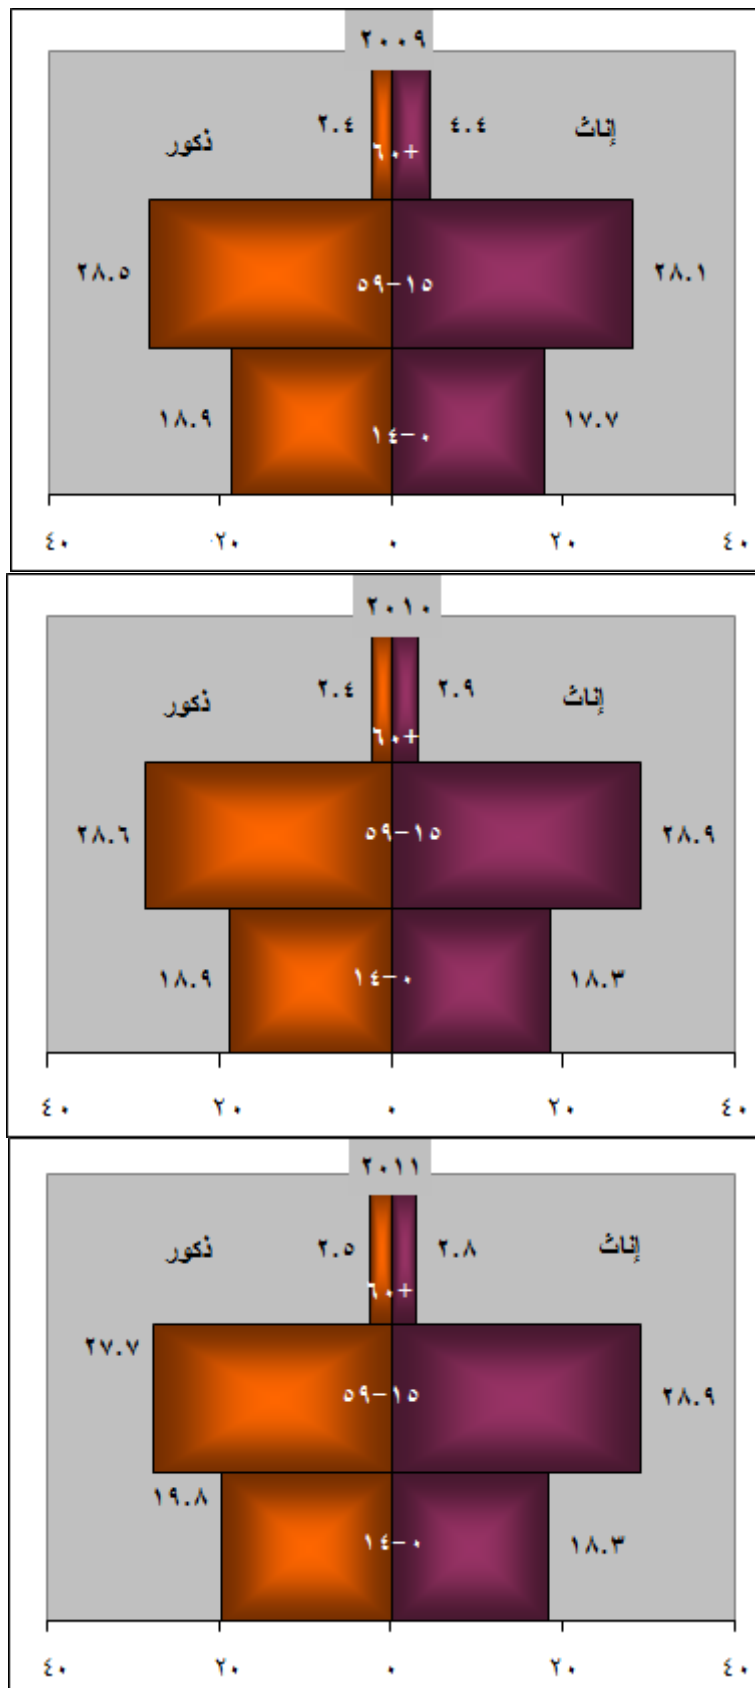 ٢٠٠٩
ذكور ٢.٤ +٦٠ ٤.٤ إناث
٢٨.٥ ١٥-٥٩ ٢٨.١
١٨.٩ ٠-١٤ ١٧.٧
٤٠ -٢٠ ٠ ٢٠ ٤٠
٢٠١٠
ذكور ٢.٤ +٦٠ ٢.٩ إناث
٢٨.٦ ١٥-٥٩ ٢٨.٩
١٨.٩ ٠-١٤ ١٨.٣
٤٠ ٢٠ ٠ ٢٠ ٤٠
٢٠١١
ذكور ٢.٥ +٦٠ ٢.٨ إناث
٢٧.٧ ١٥-٥٩ ٢٨.٩
١٩.٨ ٠-١٤ ١٨.٣
٤٠ ٢٠ ٠ ٢٠ ٤٠